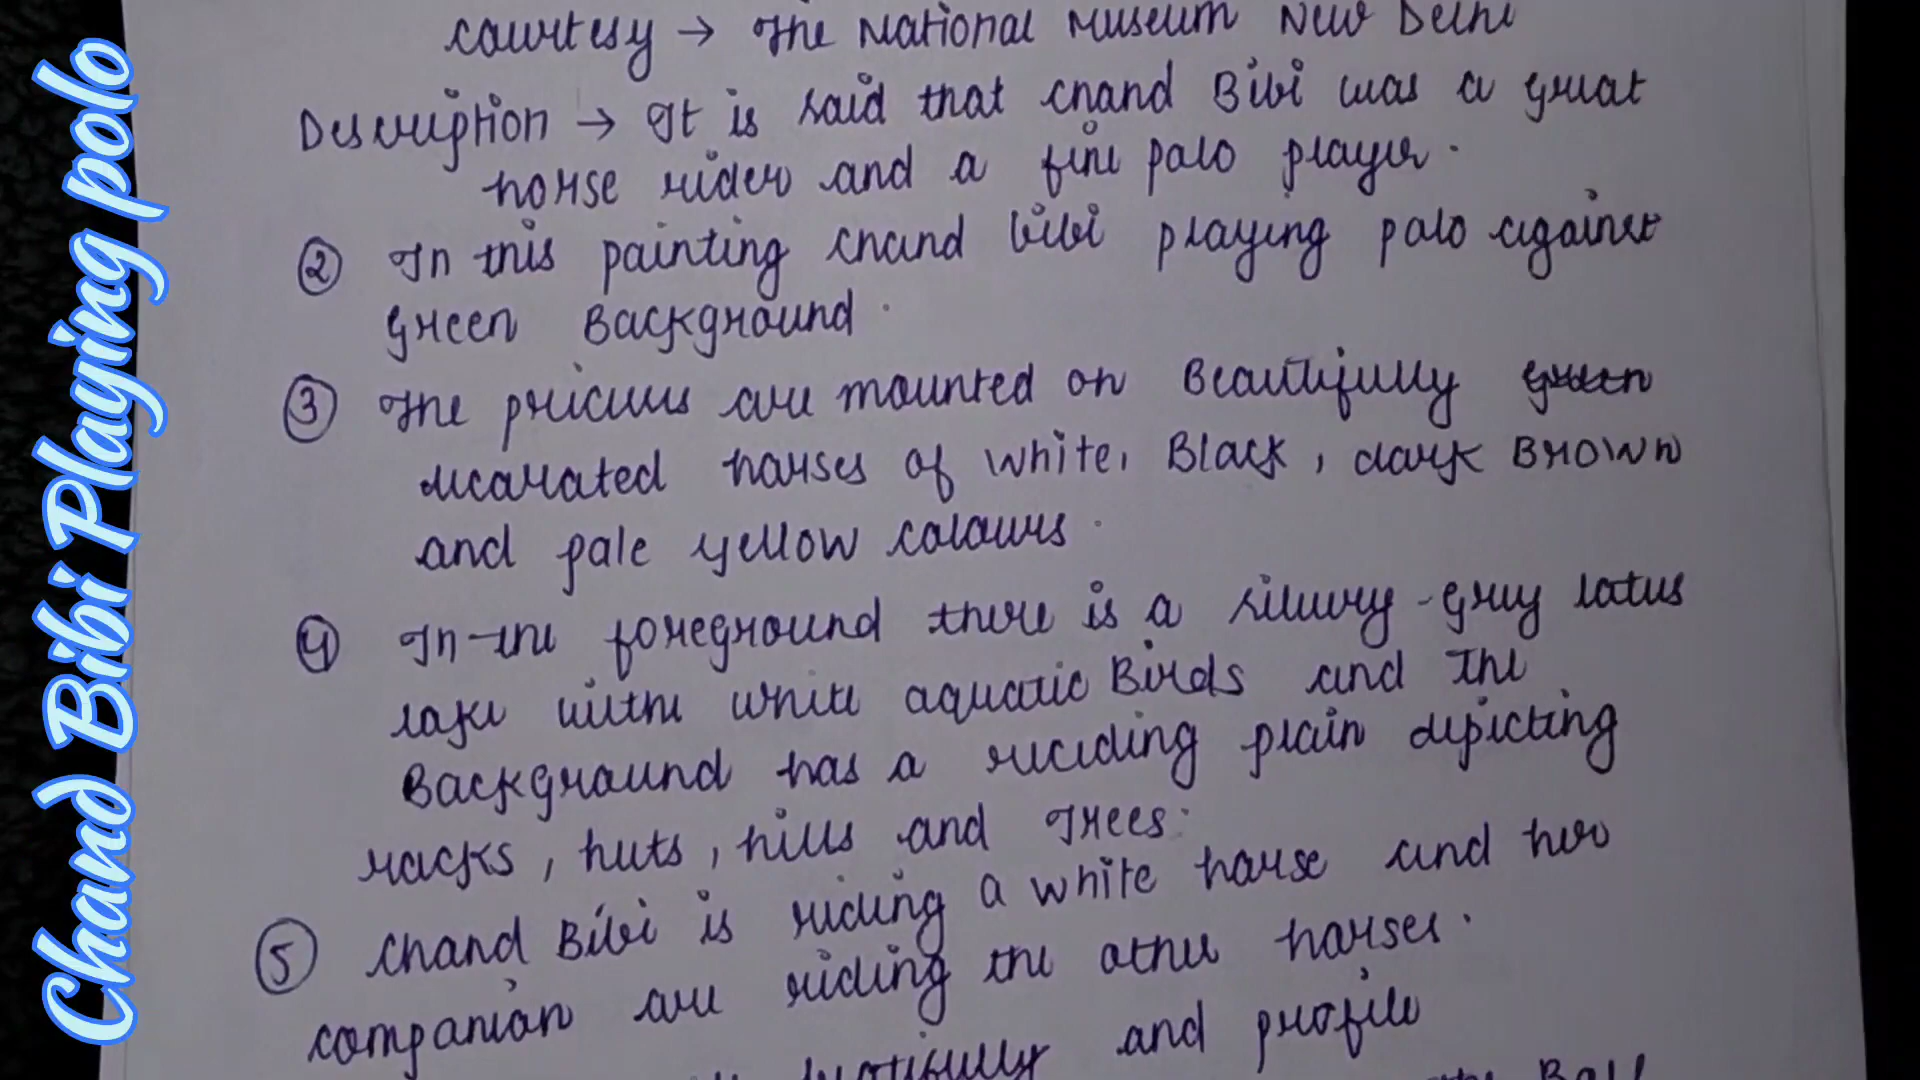 Chand Bibi Playing polo
courtesy → The National Museum New Delhi
Description → It is said that chand Bibi was a great
horse rider and a fine polo player.
② In this painting chand bibi playing polo against
green Background.
③ The are mounted on Beautifully green
decorated horses of white, Black, dark Brown
and pale yellow colours.
④ In the foreground there is a silvery-grey lotus
lake with white aquatic Birds and The
Background has a receding plain depicting
racks, huts, hills and Trees.
⑤ Chand Bibi is riding a white horse and her
companion are riding the other horses.
and profile
Ball